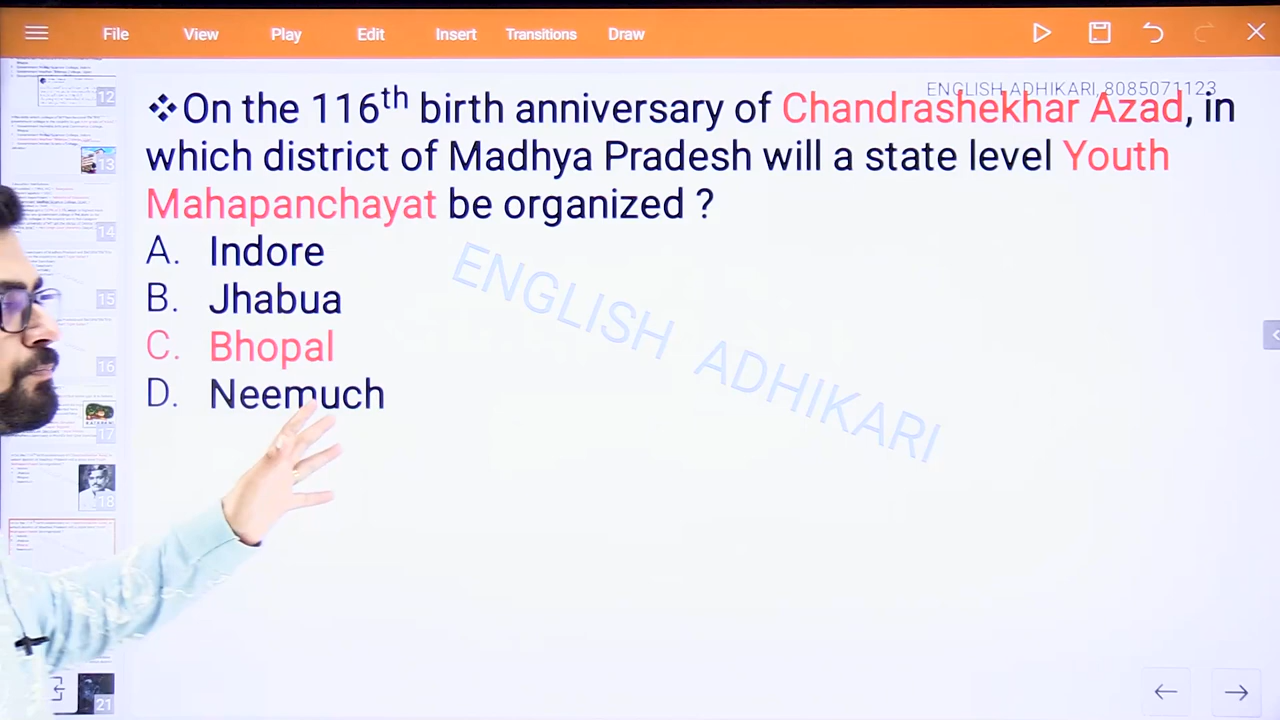 File View Play Edit Insert Transitions Draw
ENGLISH ADHIKARI 8085071123
❖On the 116th birth anniversary of Chandrashekhar Azad, in
which district of Madhya Pradesh will a state level Youth
Mahapanchayat be organized ?
A. Indore
B. Jhabua
C. Bhopal
D. Neemuch
ENGLISH ADHIKARI
12
13
14
15
16
17
18
21